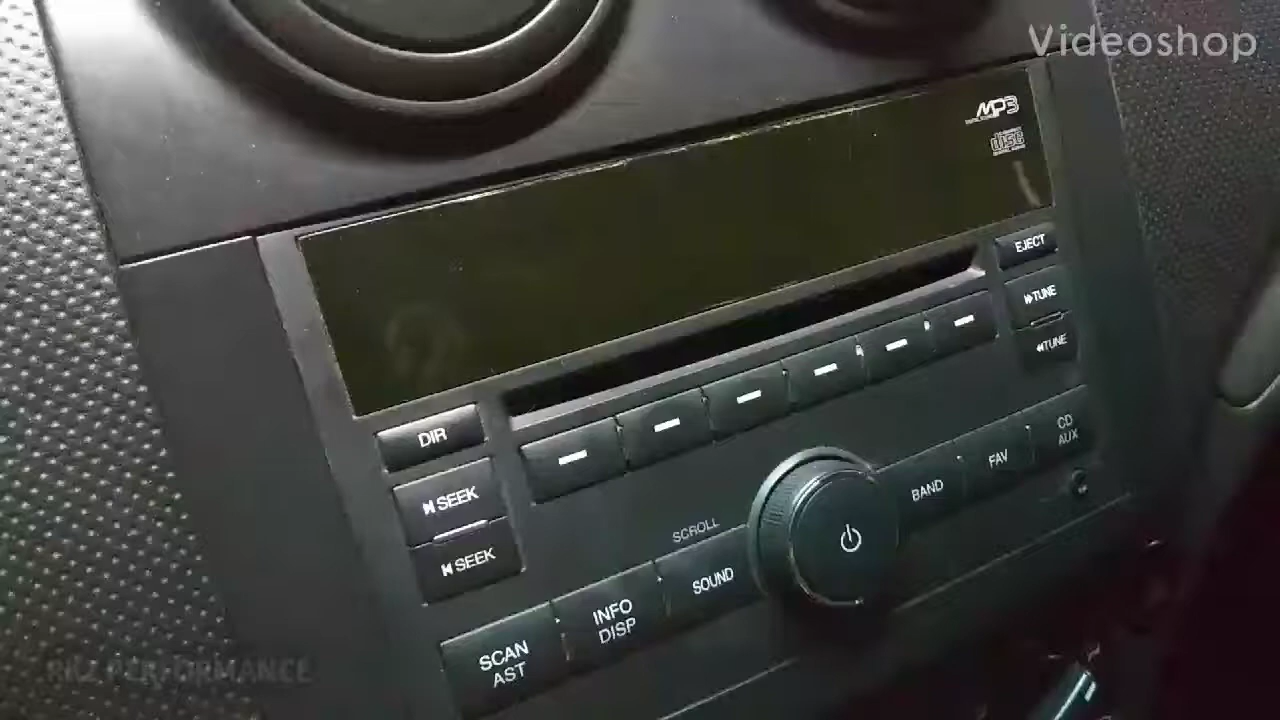 Videoshop
MP3
disc
EJECT
TUNE
TUNE
DIR
SEEK
SEEK
CD
AUX
FAV
BAND
SCROLL
SOUND
INFO
DISP
SCAN
AST
RKZ PERFORMANCE